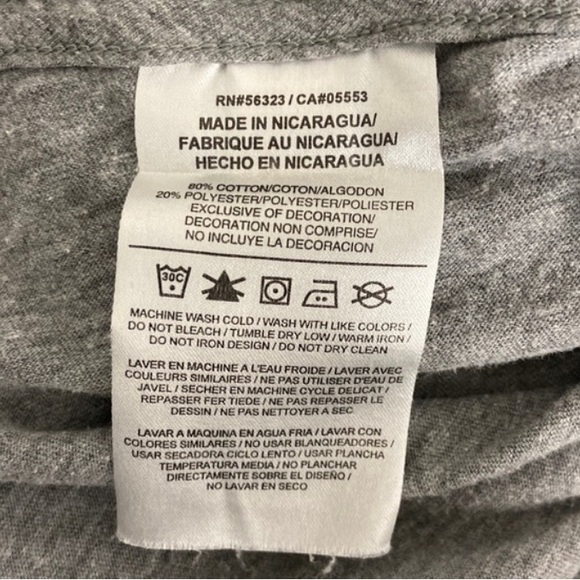 RN#56323 / CA#05553
MADE IN NICARAGUA/
FABRIQUE AU NICARAGUA/
HECHO EN NICARAGUA
80% COTTON/COTON/ALGODON
20% POLYESTER/POLYESTER/POLIESTER
EXCLUSIVE OF DECORATION/
DECORATION NON COMPRISE/
NO INCLUYE LA DECORACION
30C
MACHINE WASH COLD / WASH WITH LIKE COLORS /
DO NOT BLEACH / TUMBLE DRY LOW / WARM IRON /
DO NOT IRON DESIGN / DO NOT DRY CLEAN
LAVER EN MACHINE A L'EAU FROIDE / LAVER AVEC
COULEURS SIMILAIRES / NE PAS UTILISER D'EAU DE
JAVEL / SECHER EN MACHINE CYCLE DELICAT /
REPASSER FER TIEDE / NE PAS REPASSER LE
DESSIN / NE PAS NETTOYER A SEC
LAVAR A MAQUINA EN AGUA FRIA / LAVAR CON
COLORES SIMILARES / NO USAR BLANQUEADORES /
USAR SECADORA CICLO LENTO / USAR PLANCHA
TEMPERATURA MEDIA / NO PLANCHAR
DIRECTAMENTE SOBRE EL DISEÑO /
NO LAVAR EN SECO